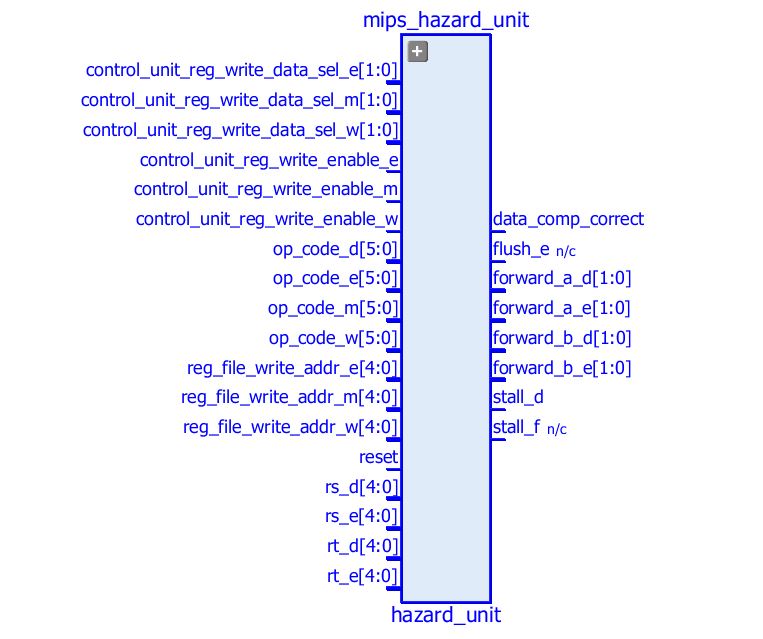 mips_hazard_unit
control_unit_reg_write_data_sel_e[1:0]
control_unit_reg_write_data_sel_m[1:0]
control_unit_reg_write_data_sel_w[1:0]
control_unit_reg_write_enable_e
control_unit_reg_write_enable_m
control_unit_reg_write_enable_w
op_code_d[5:0]
op_code_e[5:0]
op_code_m[5:0]
op_code_w[5:0]
reg_file_write_addr_e[4:0]
reg_file_write_addr_m[4:0]
reg_file_write_addr_w[4:0]
reset
rs_d[4:0]
rs_e[4:0]
rt_d[4:0]
rt_e[4:0]
data_comp_correct
flush_e n/c
forward_a_d[1:0]
forward_a_e[1:0]
forward_b_d[1:0]
forward_b_e[1:0]
stall_d
stall_f n/c
hazard_unit